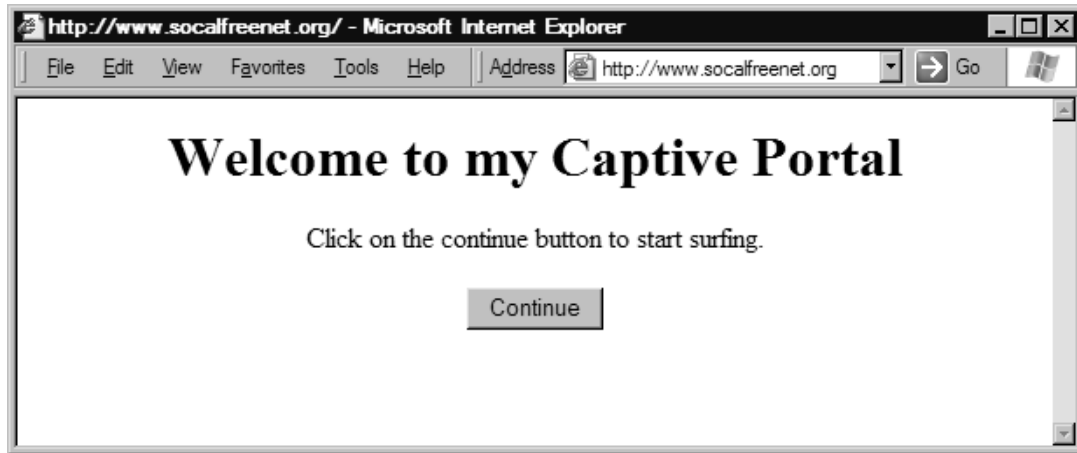 http://www.socalfreenet.org/ - Microsoft Internet Explorer
File Edit View Favorites Tools Help Address http://www.socalfreenet.org Go
Welcome to my Captive Portal
Click on the continue button to start surfing.
Continue